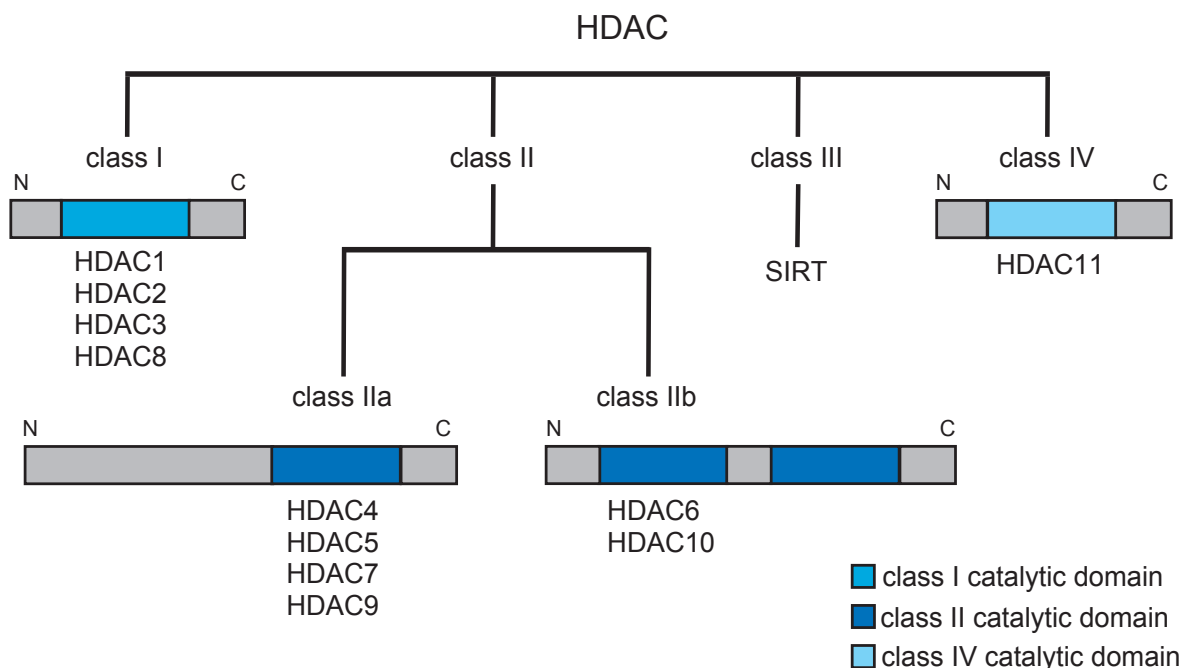 HDAC
class I
class II
class III
class IV
N C
N C
HDAC1
HDAC2
HDAC3
HDAC8
SIRT
HDAC11
class IIa
class IIb
N C
N C
HDAC4
HDAC5
HDAC7
HDAC9
HDAC6
HDAC10
class I catalytic domain
class II catalytic domain
class IV catalytic domain